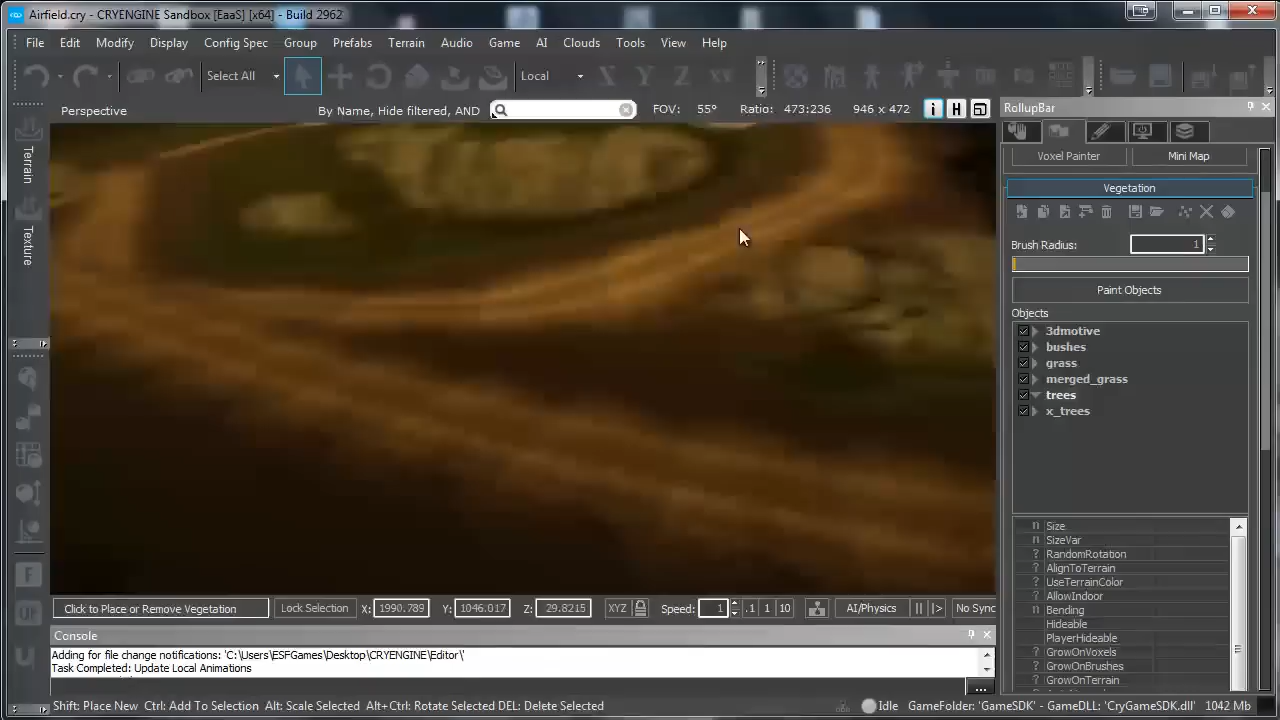 Airfield.cry - CRYENGINE Sandbox [EaaS] [x64] - Build 2962
File Edit Modify Display Config Spec Group Prefabs Terrain Audio Game AI Clouds Tools View Help
Select All Local X Y Z XY
Perspective By Name, Hide filtered, AND FOV: 55° Ratio: 473:236 946 x 472 i H
RollupBar
Voxel Painter Mini Map
Vegetation
Brush Radius: 1
Paint Objects
Objects
3dmotive
bushes
grass
merged_grass
trees
x_trees
Size
SizeVar
RandomRotation
AlignToTerrain
UseTerrainColor
AllowIndoor
Bending
Hideable
PlayerHideable
GrowOnVoxels
GrowOnBrushes
GrowOnTerrain
Terrain
Texture
Click to Place or Remove Vegetation Lock Selection X: 1990.789 Y: 1046.017 Z: 29.8215 XYZ Speed: 1 .1 1 10 AI/Physics No Sync
Console
Adding for file change notifications: 'C:\Users\ESFGames\Desktop\CRYENGINE\Editor\'
Task Completed: Update Local Animations
...
Shift: Place New Ctrl: Add To Selection Alt: Scale Selected Alt+Ctrl: Rotate Selected DEL: Delete Selected Idle GameFolder: 'GameSDK' - GameDLL: 'CryGameSDK.dll' 1042 Mb